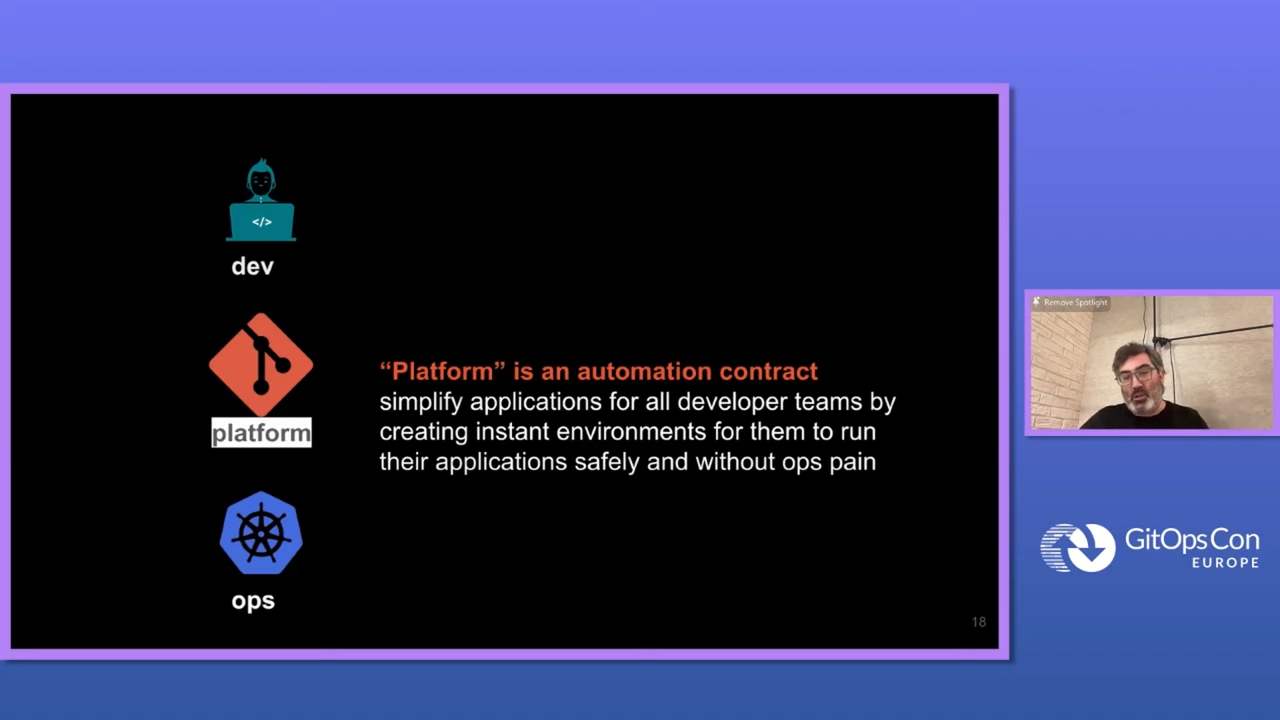 </>
dev
platform
“Platform” is an automation contract
simplify applications for all developer teams by
creating instant environments for them to run
their applications safely and without ops pain
ops
18
Remove Spotlight
GitOpsCon
EUROPE